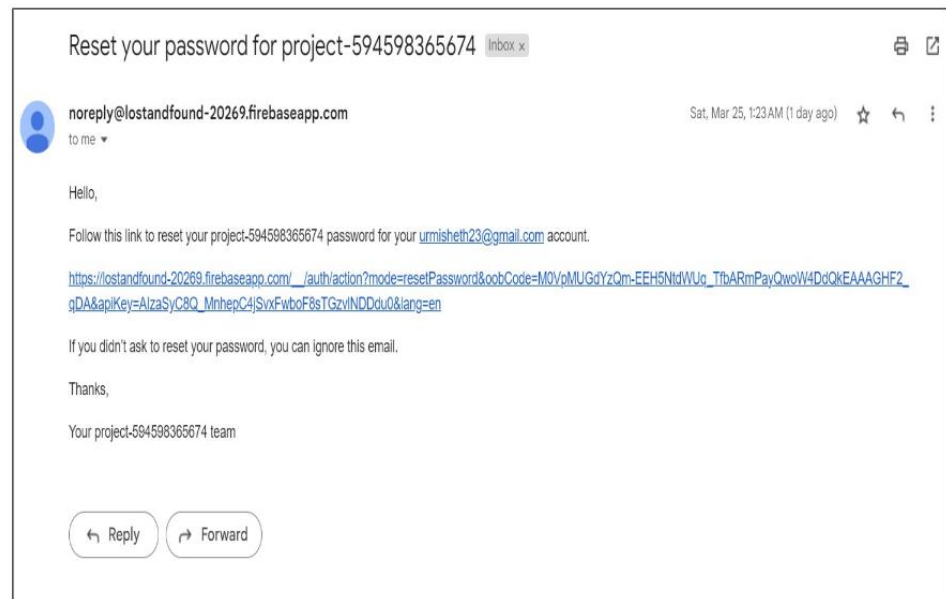 Reset your password for project-594598365674 Inbox x
noreply@lostandfound-20269.firebaseapp.com Sat, Mar 25, 1:23 AM (1 day ago)
to me
Hello,
Follow this link to reset your project-594598365674 password for your urmisheth23@gmail.com account.
https://lostandfound-20269.firebaseapp.com/__/auth/action?mode=resetPassword&oobCode=M0VpMUGdYzQm-EEH5NtdWUq_TfbARmPayQwoW4DdQkEAAAGHF2_
qDA&apiKey=AIzaSyC8Q_MnhepC4jSvxFwboF8sTGzvlNDDdu0&lang=en
If you didn't ask to reset your password, you can ignore this email.
Thanks,
Your project-594598365674 team
Reply Forward